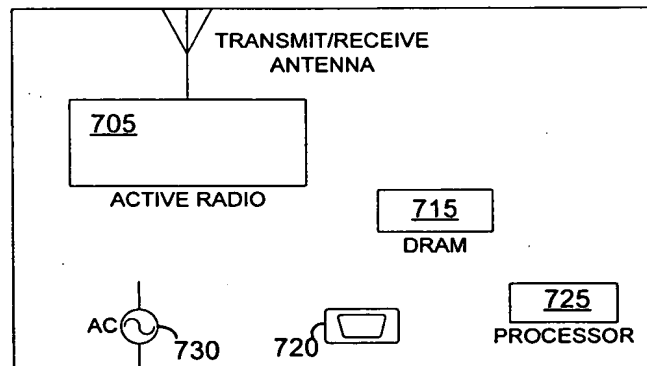 TRANSMIT/RECEIVE
ANTENNA
705
ACTIVE RADIO
715
DRAM
725
PROCESSOR
AC
730
720